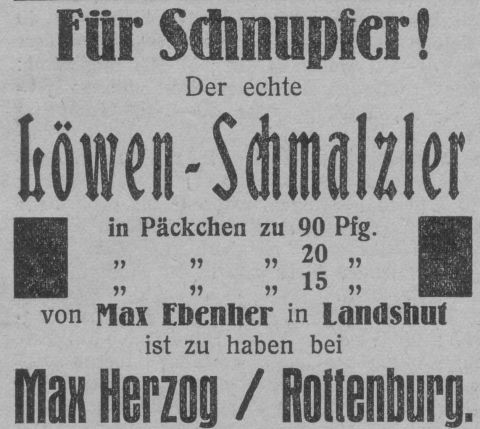 Für Schnupfer!
Der echte
Löwen-Schmalzler
in Päckchen zu 90 Pfg.
„ „ „ 20 „
„ „ „ 15 „
von Max Ebenher in Landshut
ist zu haben bei
Max Herzog / Rottenburg.